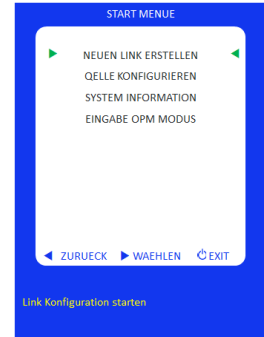 START MENUE
NEUEN LINK ERSTELLEN
QELLE KONFIGURIEREN
SYSTEM INFORMATION
EINGABE OPM MODUS
ZURUECK WAEHLEN EXIT
Link Konfiguration starten